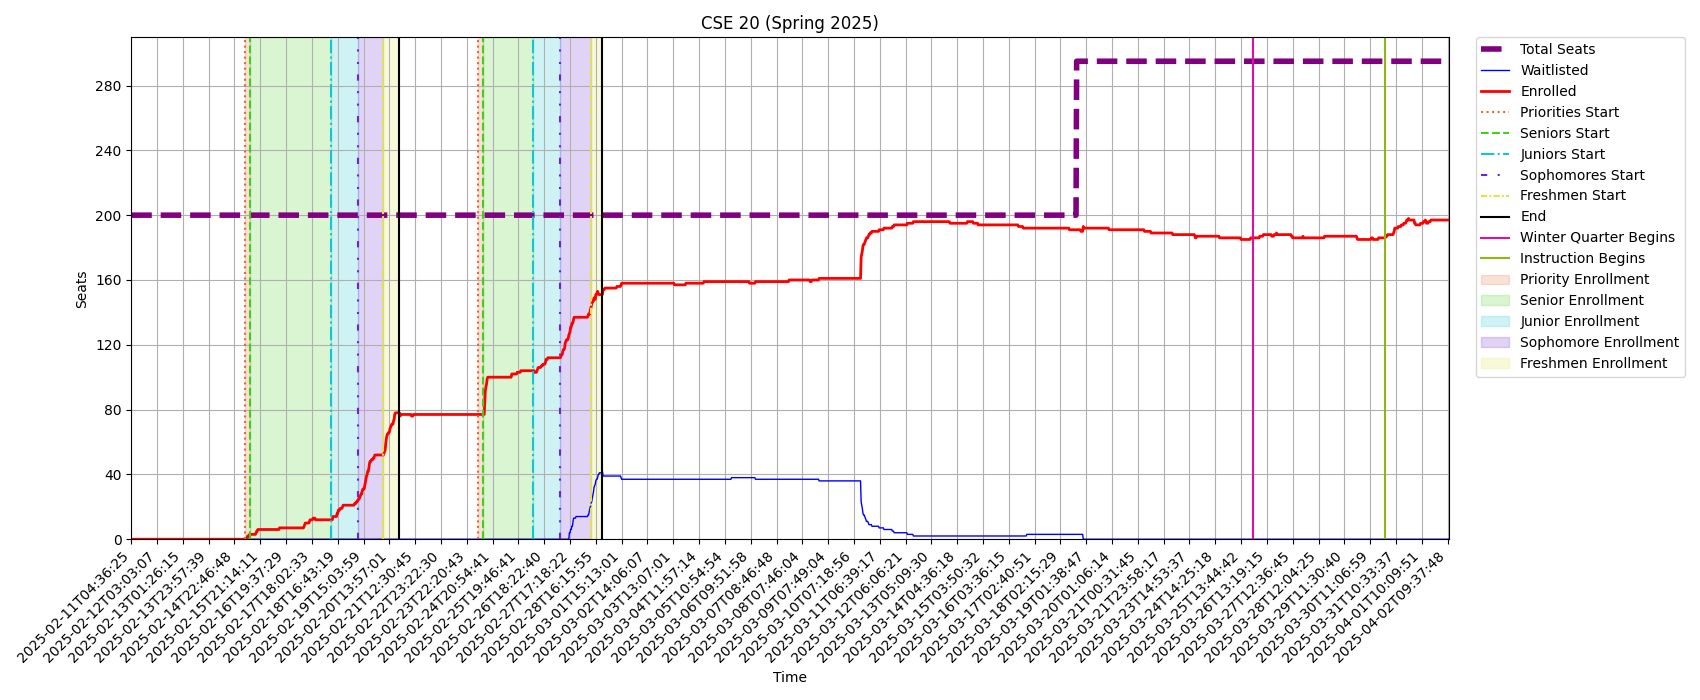 CSE 20 (Spring 2025)
Seats
280
240
200
160
120
80
40
0
2025-02-11T04:36:25
2025-02-12T03:03:07
2025-02-13T01:26:15
2025-02-13T23:57:39
2025-02-14T22:46:48
2025-02-15T21:14:11
2025-02-16T19:37:29
2025-02-17T18:02:33
2025-02-18T16:43:19
2025-02-19T15:03:59
2025-02-20T13:57:01
2025-02-21T12:30:45
2025-02-22T23:22:30
2025-02-23T22:20:43
2025-02-24T20:54:41
2025-02-25T19:46:41
2025-02-26T18:22:40
2025-02-27T17:18:22
2025-02-28T16:15:53
2025-03-01T15:13:01
2025-03-02T14:06:07
2025-03-03T13:07:01
2025-03-04T11:57:14
2025-03-05T10:54:54
2025-03-06T09:51:58
2025-03-07T08:46:48
2025-03-08T07:46:04
2025-03-09T07:49:04
2025-03-10T07:18:56
2025-03-11T06:39:17
2025-03-12T06:06:21
2025-03-13T05:09:30
2025-03-14T04:36:18
2025-03-15T03:50:32
2025-03-16T03:36:15
2025-03-17T02:40:51
2025-03-18T02:15:29
2025-03-19T01:38:47
2025-03-20T01:06:14
2025-03-21T00:31:45
2025-03-21T23:58:17
2025-03-23T14:53:37
2025-03-24T14:25:18
2025-03-25T13:44:42
2025-03-26T13:19:15
2025-03-27T12:36:45
2025-03-28T12:04:25
2025-03-29T11:30:40
2025-03-30T11:06:59
2025-03-31T10:33:37
2025-04-01T10:09:51
2025-04-02T09:37:48
Time
Total Seats
Waitlisted
Enrolled
Priorities Start
Seniors Start
Juniors Start
Sophomores Start
Freshmen Start
End
Winter Quarter Begins
Instruction Begins
Priority Enrollment
Senior Enrollment
Junior Enrollment
Sophomore Enrollment
Freshmen Enrollment